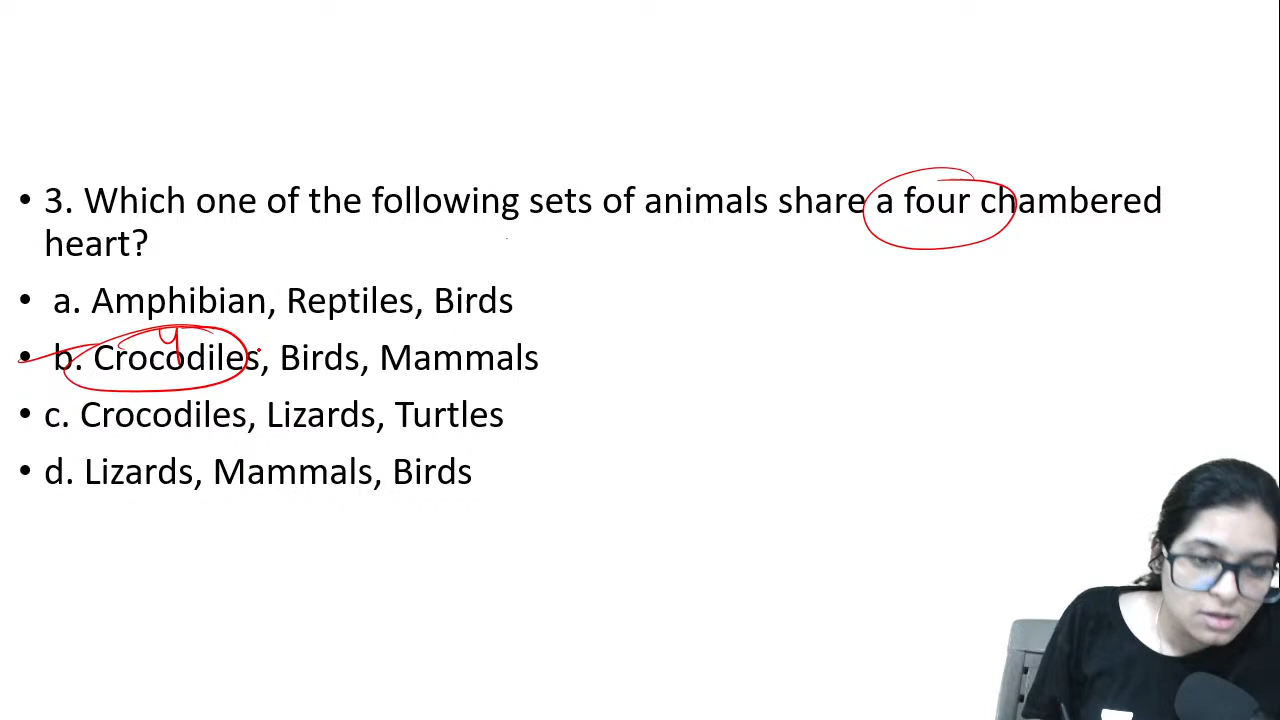 • 3. Which one of the following sets of animals share a four chambered
heart?
• a. Amphibian, Reptiles, Birds
4
• b. Crocodiles, Birds, Mammals
• c. Crocodiles, Lizards, Turtles
• d. Lizards, Mammals, Birds